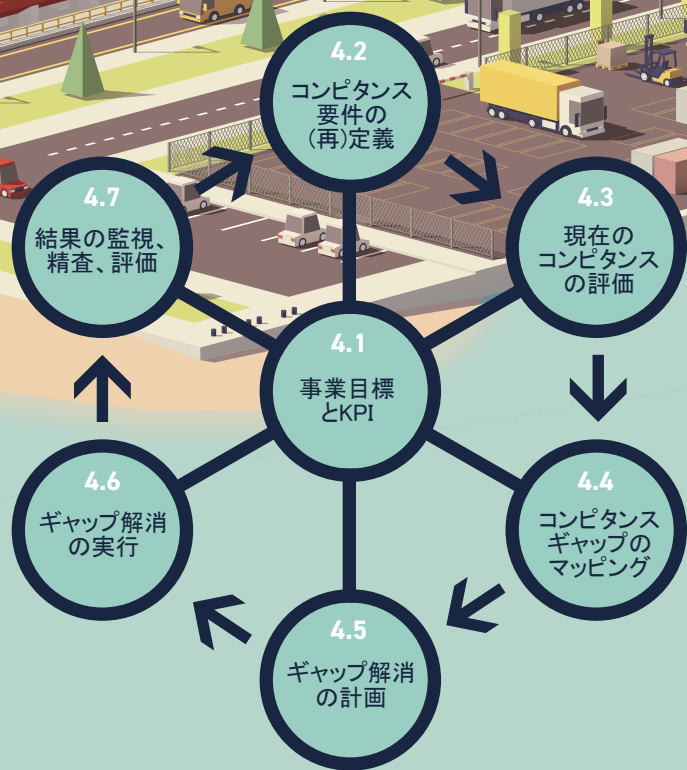 4.2
コンピタンス
要件の
(再)定義
4.7
結果の監視、
精査、評価
4.3
現在の
コンピタンス
の評価
4.1
事業目標
とKPI
4.6
ギャップ解消
の実行
4.4
コンピタンス
ギャップの
マッピング
4.5
ギャップ解消
の計画